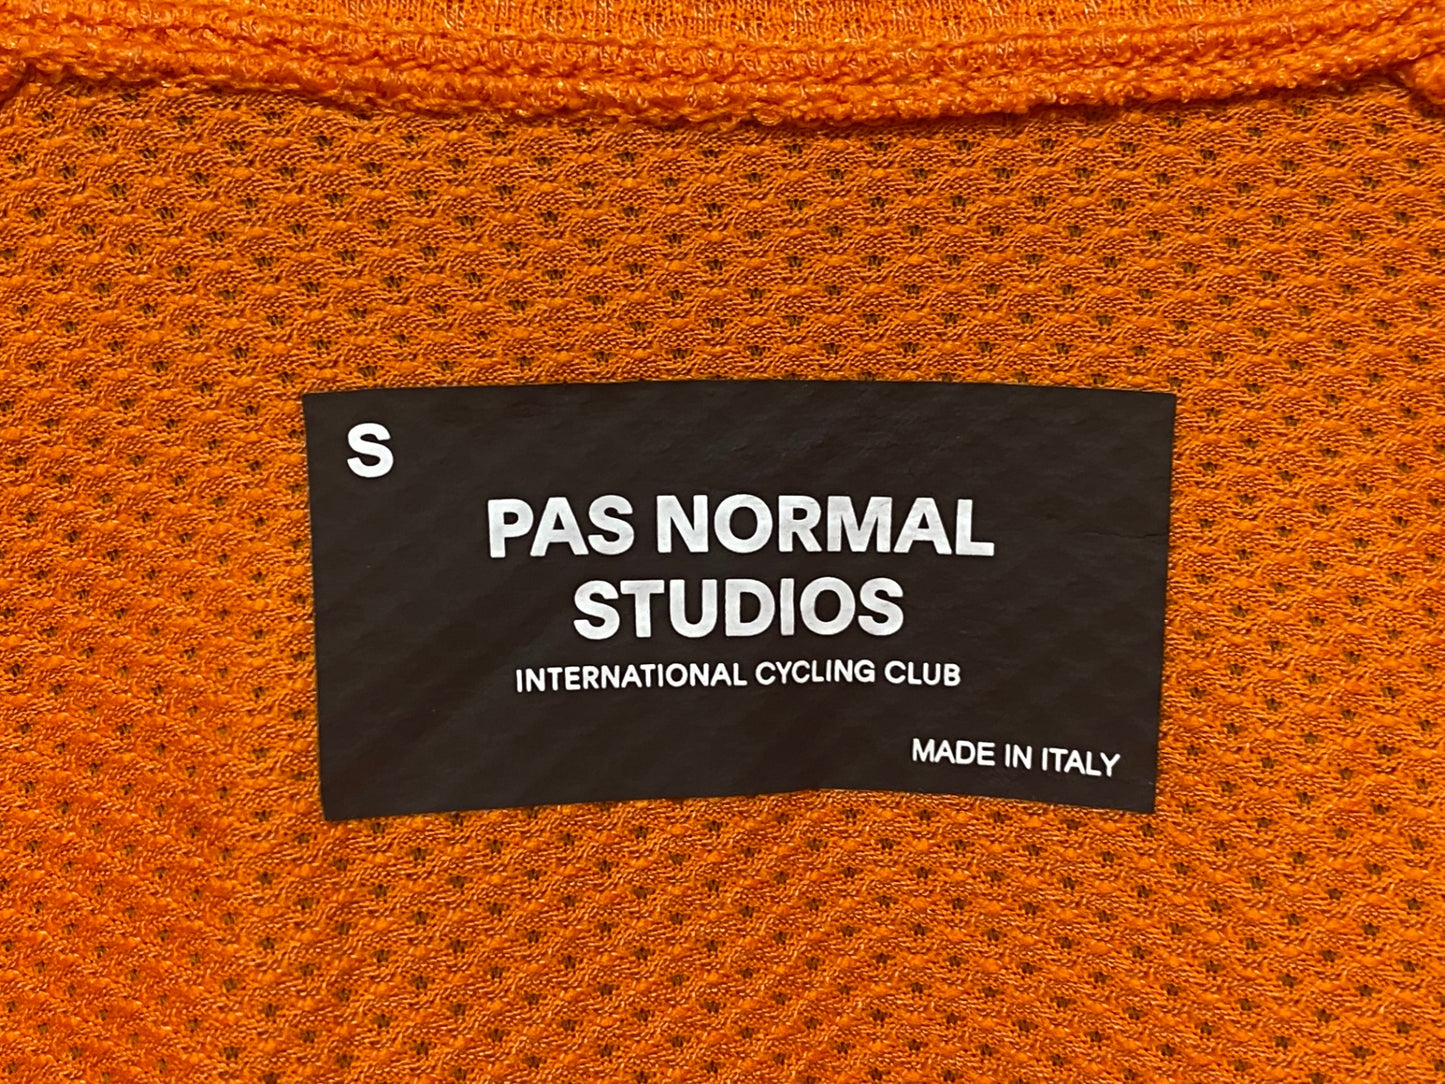 S
PAS NORMAL
STUDIOS
INTERNATIONAL CYCLING CLUB
MADE IN ITALY